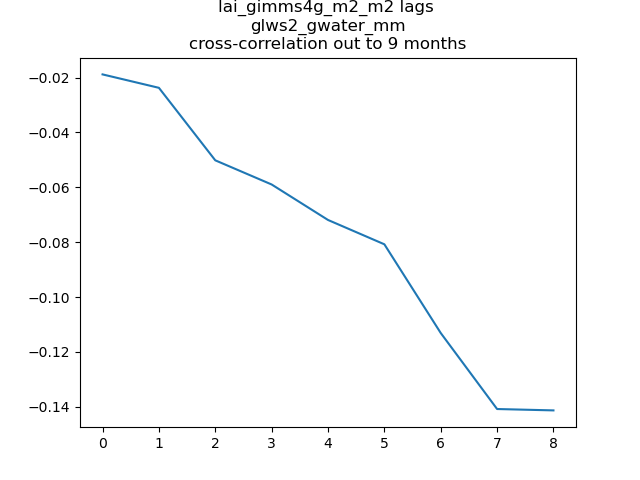 lai_gimms4g_m2_m2 lags
glws2_gwater_mm
cross-correlation out to 9 months
−0.02
−0.04
−0.06
−0.08
−0.10
−0.12
−0.14
0 1 2 3 4 5 6 7 8